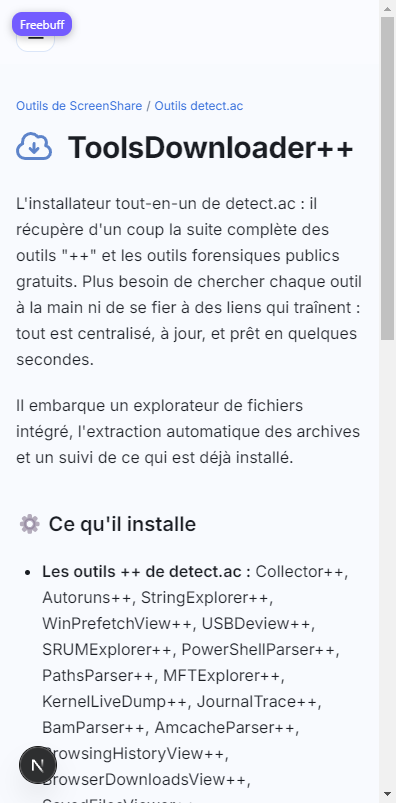 Freebuff
Outils de ScreenShare / Outils detect.ac
ToolsDownloader++
L'installateur tout-en-un de detect.ac : il
récupère d'un coup la suite complète des
outils "++" et les outils forensiques publics
gratuits. Plus besoin de chercher chaque outil
à la main ni de se fier à des liens qui traînent :
tout est centralisé, à jour, et prêt en quelques
secondes.
Il embarque un explorateur de fichiers
intégré, l'extraction automatique des archives
et un suivi de ce qui est déjà installé.
Ce qu'il installe
Les outils ++ de detect.ac : Collector++,
Autoruns++, StringExplorer++,
WinPrefetchView++, USBDeview++,
SRUMExplorer++, PowerShellParser++,
PathsParser++, MFTExplorer++,
KernelLiveDump++, JournalTrace++,
BamParser++, AmcacheParser++,
BrowsingHistoryView++,
BrowserDownloadsView++,
N